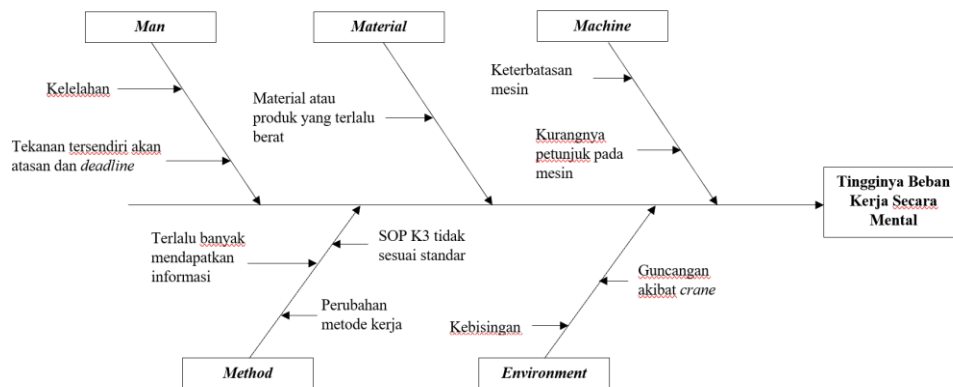 Man
Material
Machine
Kelelahan
Tekanan tersendiri akan
atasan dan deadline
Material atau
produk yang terlalu
berat
Keterbatasan
mesin
Kurangnya
petunjuk pada
mesin
Tingginya Beban
Kerja Secara
Mental
Terlalu banyak
mendapatkan
informasi
SOP K3 tidak
sesuai standar
Perubahan
metode kerja
Guncangan
akibat crane
Kebisingan
Method
Environment